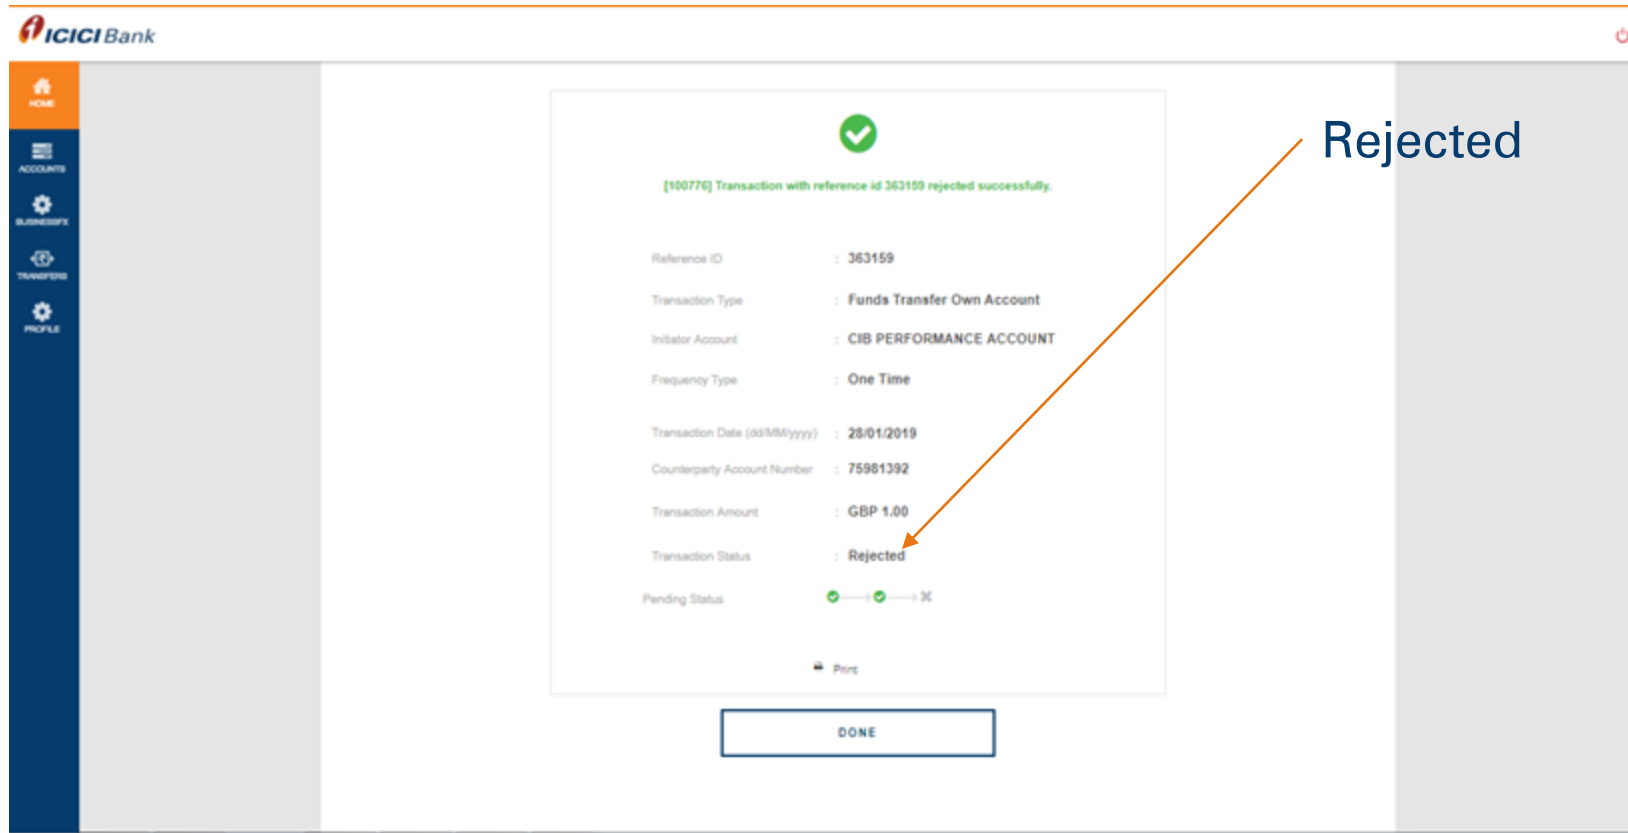 ICICI Bank
HOME
ACCOUNTS
BUSINESSFX
TRANSFERS
PROFILE
Rejected
[100776] Transaction with reference id 363159 rejected successfully.
Reference ID : 363159
Transaction Type : Funds Transfer Own Account
Initiator Account : CIB PERFORMANCE ACCOUNT
Frequency Type : One Time
Transaction Date (dd/MM/yyyy) : 28/01/2019
Counterparty Account Number : 75981392
Transaction Amount : GBP 1.00
Transaction Status : Rejected
Pending Status
Print
DONE